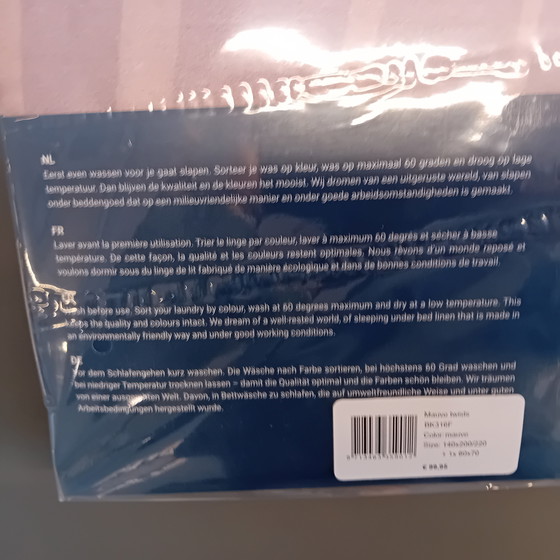 NL
Eerst even wassen voor je gaat slapen. Sorteer je was op kleur, was op maximaal 60 graden en droog op lage
temperatuur. Dan blijven de kwaliteit en de kleuren het mooist. Wij dromen van een uitgeruste wereld, van slapen
onder beddengoed dat op een milieuvriendelijke manier en onder goede arbeidsomstandigheden is gemaakt.
FR
Laver avant la première utilisation. Trier le linge par couleur, laver à maximum 60 degrés et sécher à basse
température. De cette façon, la qualité et les couleurs restent optimales. Nous rêvons d'un monde reposé et
voulons dormir sous du linge de lit fabriqué de manière écologique et dans de bonnes conditions de travail.
before use. Sort your laundry by colour, wash at 60 degrees maximum and dry at a low temperature. This
the quality and colours intact. We dream of a well-rested world, of sleeping under bed linen that is made in
an environmentally friendly way and under good working conditions.
DE
Vor dem Schlafengehen kurz waschen. Die Wäsche nach Farbe sortieren, bei höchstens 60 Grad waschen und
bei niedriger Temperatur trocknen lassen – damit die Qualität optimal und die Farben schön bleiben. Wir träumen
von einer ausgeruhten Welt. Davon, in Bettwäsche zu schlafen, die auf umweltfreundliche Weise und unter guten
Arbeitsbedingungen hergestellt wurde.
Mauve
BK316F
Color: mauve
Size: 140x200/220
1x 60x70